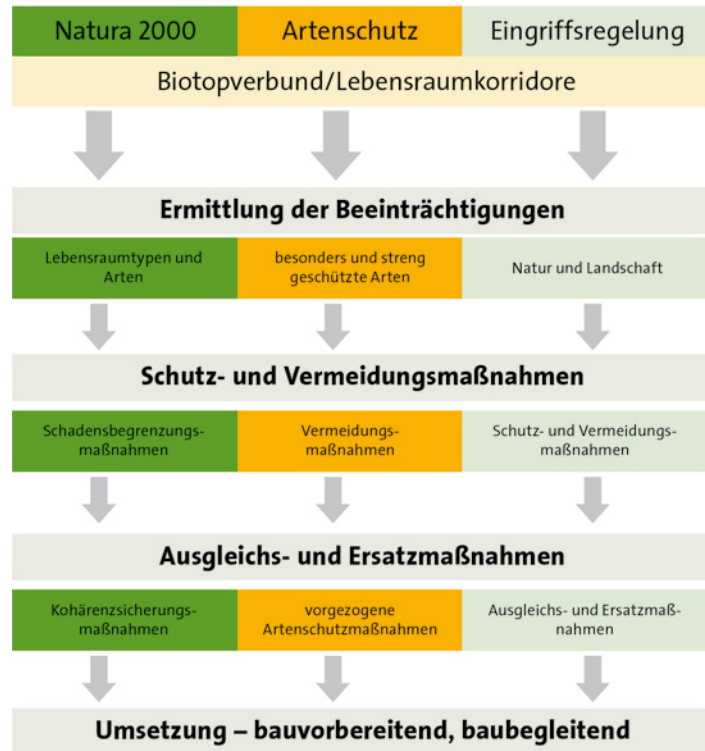 Natura 2000
Artenschutz
Eingriffsregelung
Biotopverbund/Lebensraumkorridore
Ermittlung der Beeinträchtigungen
Lebensraumtypen und
Arten
besonders und streng
geschützte Arten
Natur und Landschaft
Schutz- und Vermeidungsmaßnahmen
Schadensbegrenzungs-
maßnahmen
Vermeidungs-
maßnahmen
Schutz- und Vermeidungs-
maßnahmen
Ausgleichs- und Ersatzmaßnahmen
Kohärenzsicherungs-
maßnahmen
vorgezogene
Artenschutzmaßnahmen
Ausgleichs- und Ersatzmaß-
nahmen
Umsetzung – bauvorbereitend, baubegleitend